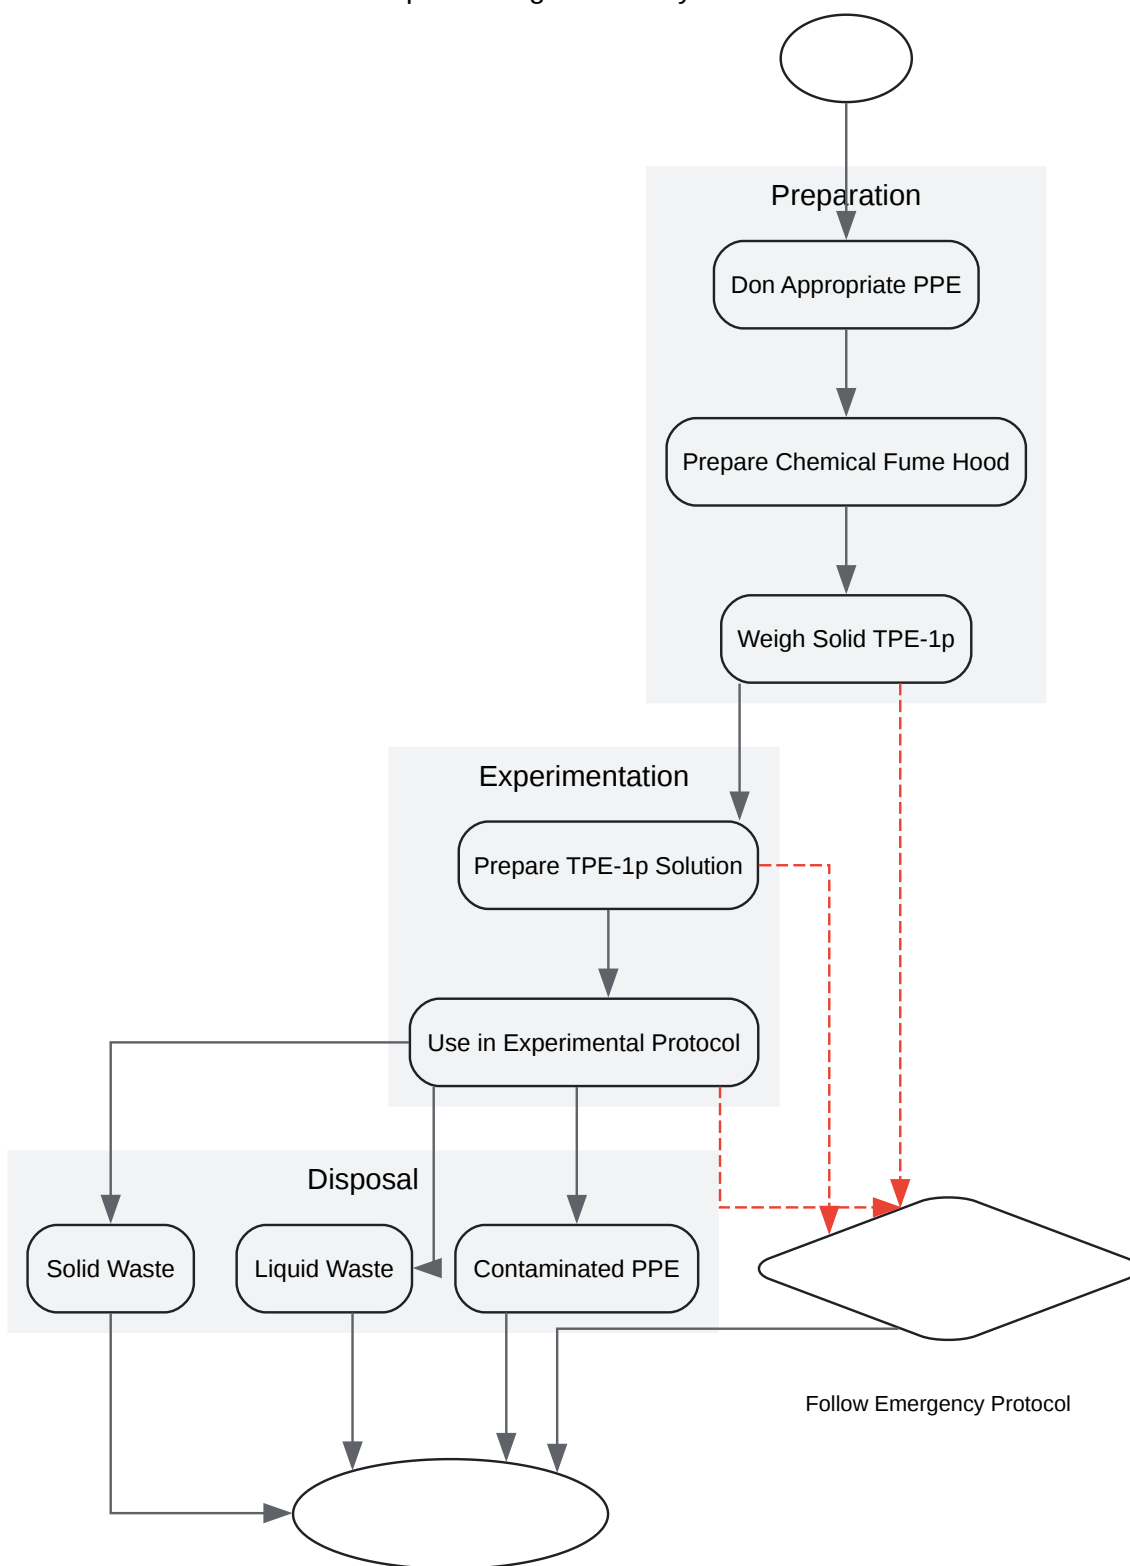 Preparation
Don Appropriate PPE
Prepare Chemical Fume Hood
Weigh Solid TPE-1p
Experimentation
Prepare TPE-1p Solution
Use in Experimental Protocol
Disposal
Solid Waste
Liquid Waste
Contaminated PPE
Follow Emergency Protocol